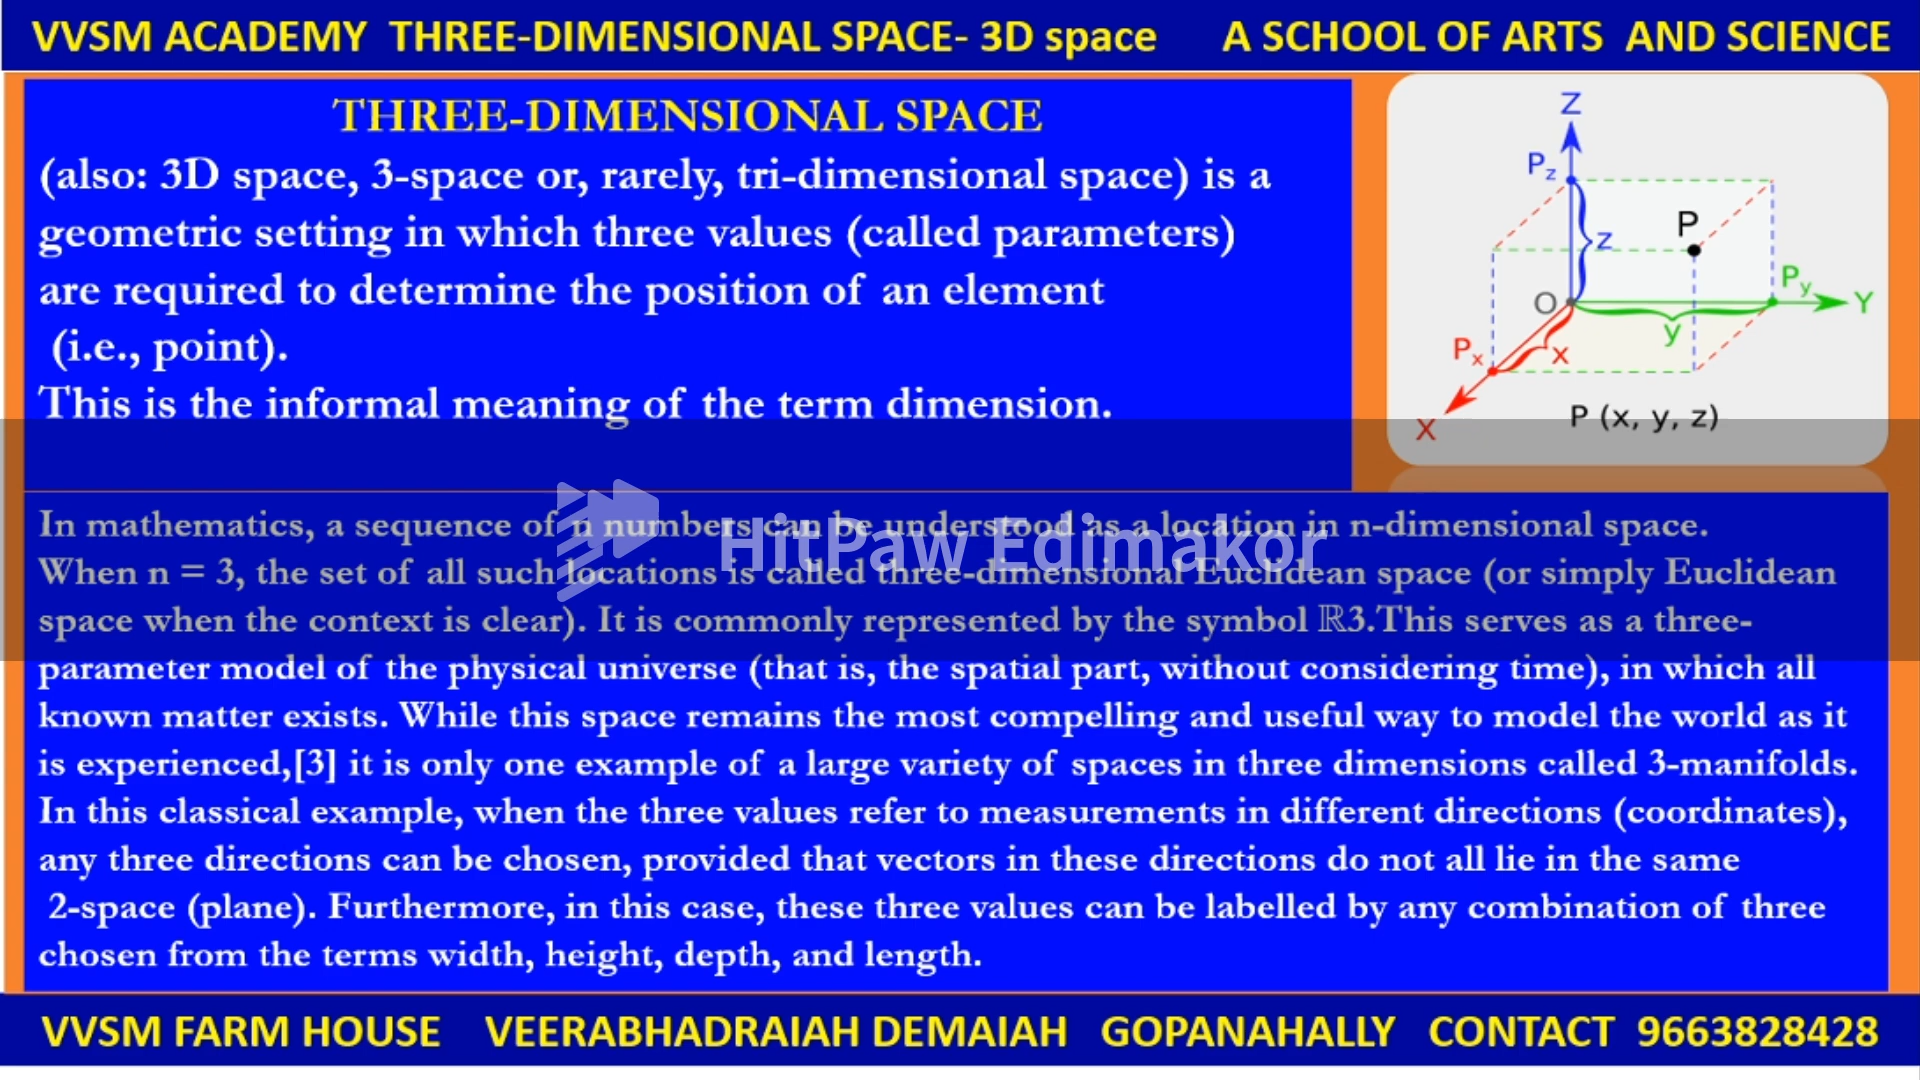 VVSM ACADEMY THREE-DIMENSIONAL SPACE- 3D space A SCHOOL OF ARTS AND SCIENCE
THREE-DIMENSIONAL SPACE
(also: 3D space, 3-space or, rarely, tri-dimensional space) is a
geometric setting in which three values (called parameters)
are required to determine the position of an element
(i.e., point).
This is the informal meaning of the term dimension.
Z
Pz
P
z
O
Py
Y
y
Px
x
X
P (x, y, z)
In mathematics, a sequence of n numbers can be understood as a location in n-dimensional space.
When n = 3, the set of all such locations is called three-dimensional Euclidean space (or simply Euclidean
space when the context is clear). It is commonly represented by the symbol ℝ3.This serves as a three-
parameter model of the physical universe (that is, the spatial part, without considering time), in which all
known matter exists. While this space remains the most compelling and useful way to model the world as it
is experienced,[3] it is only one example of a large variety of spaces in three dimensions called 3-manifolds.
In this classical example, when the three values refer to measurements in different directions (coordinates),
any three directions can be chosen, provided that vectors in these directions do not all lie in the same
2-space (plane). Furthermore, in this case, these three values can be labelled by any combination of three
chosen from the terms width, height, depth, and length.
HitPaw Edimakor
VVSM FARM HOUSE VEERABHADRAIAH DEMAIAH GOPANAHALLY CONTACT 9663828428